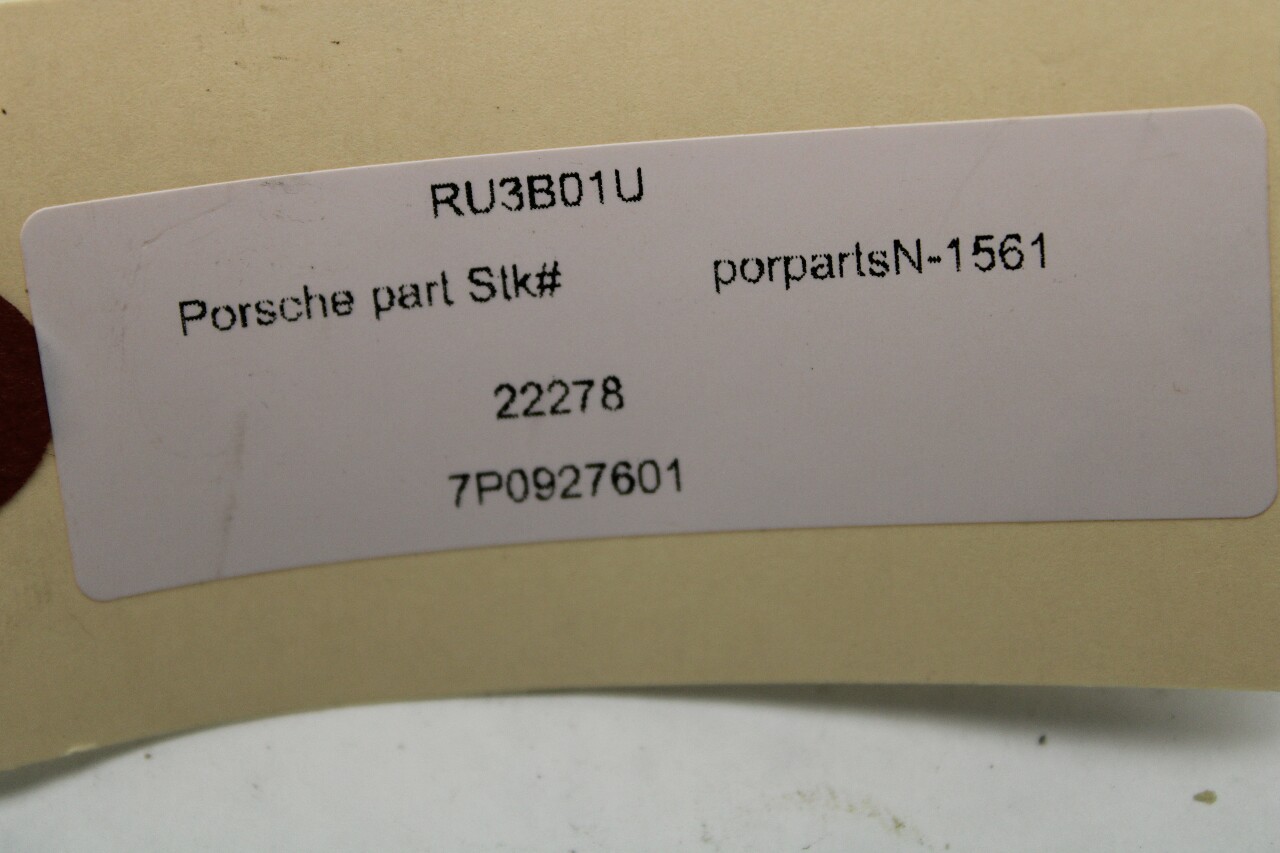 RU3B01U
Porsche part Stk# porpartsN-1561
22278
7P0927601